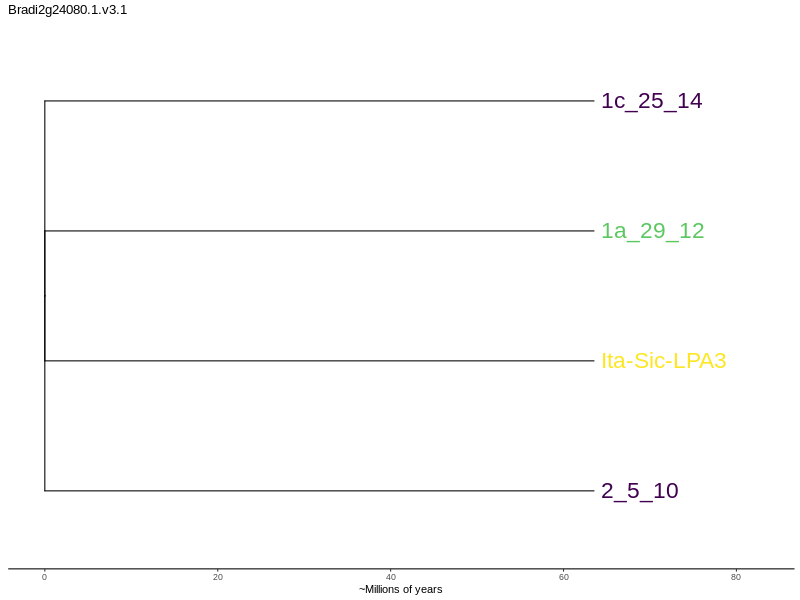 Bradi2g24080.1.v3.1
1c_25_14
1a_29_12
Ita-Sic-LPA3
2_5_10
0 20 40 60 80
~Millions of years